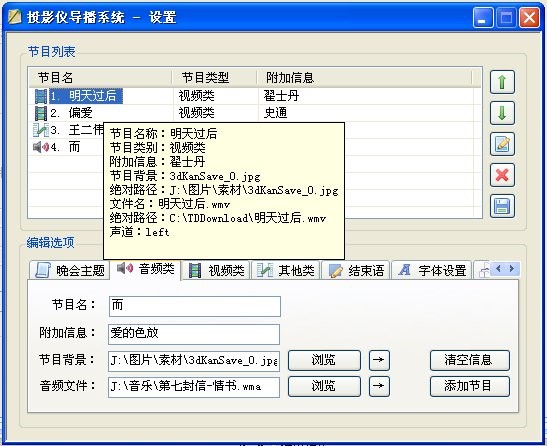 投影仪导播系统 - 设置
节目列表
节目名 节目类型 附加信息
1. 明天过后 视频类 翟士丹
2. 偏爱 视频类 史通
3. 王二伟
4. 而
节目名称：明天过后
节目类别：视频类
附加信息：翟士丹
节目背景：3dKanSave_0.jpg
绝对路径：J:\图片\素材\3dKanSave_0.jpg
文件名：明天过后.wmv
绝对路径：C:\TDDownload\明天过后.wmv
声道：left
编辑选项
晚会主题 音频类 视频类 其他类 结束语 字体设置
节目名： 而
附加信息： 爱的色放
节目背景： J:\图片\素材\3dKanSave_0.jpg 浏览 → 清空信息
音频文件： J:\音乐\第七封信-情书.wma 浏览 → 添加节目